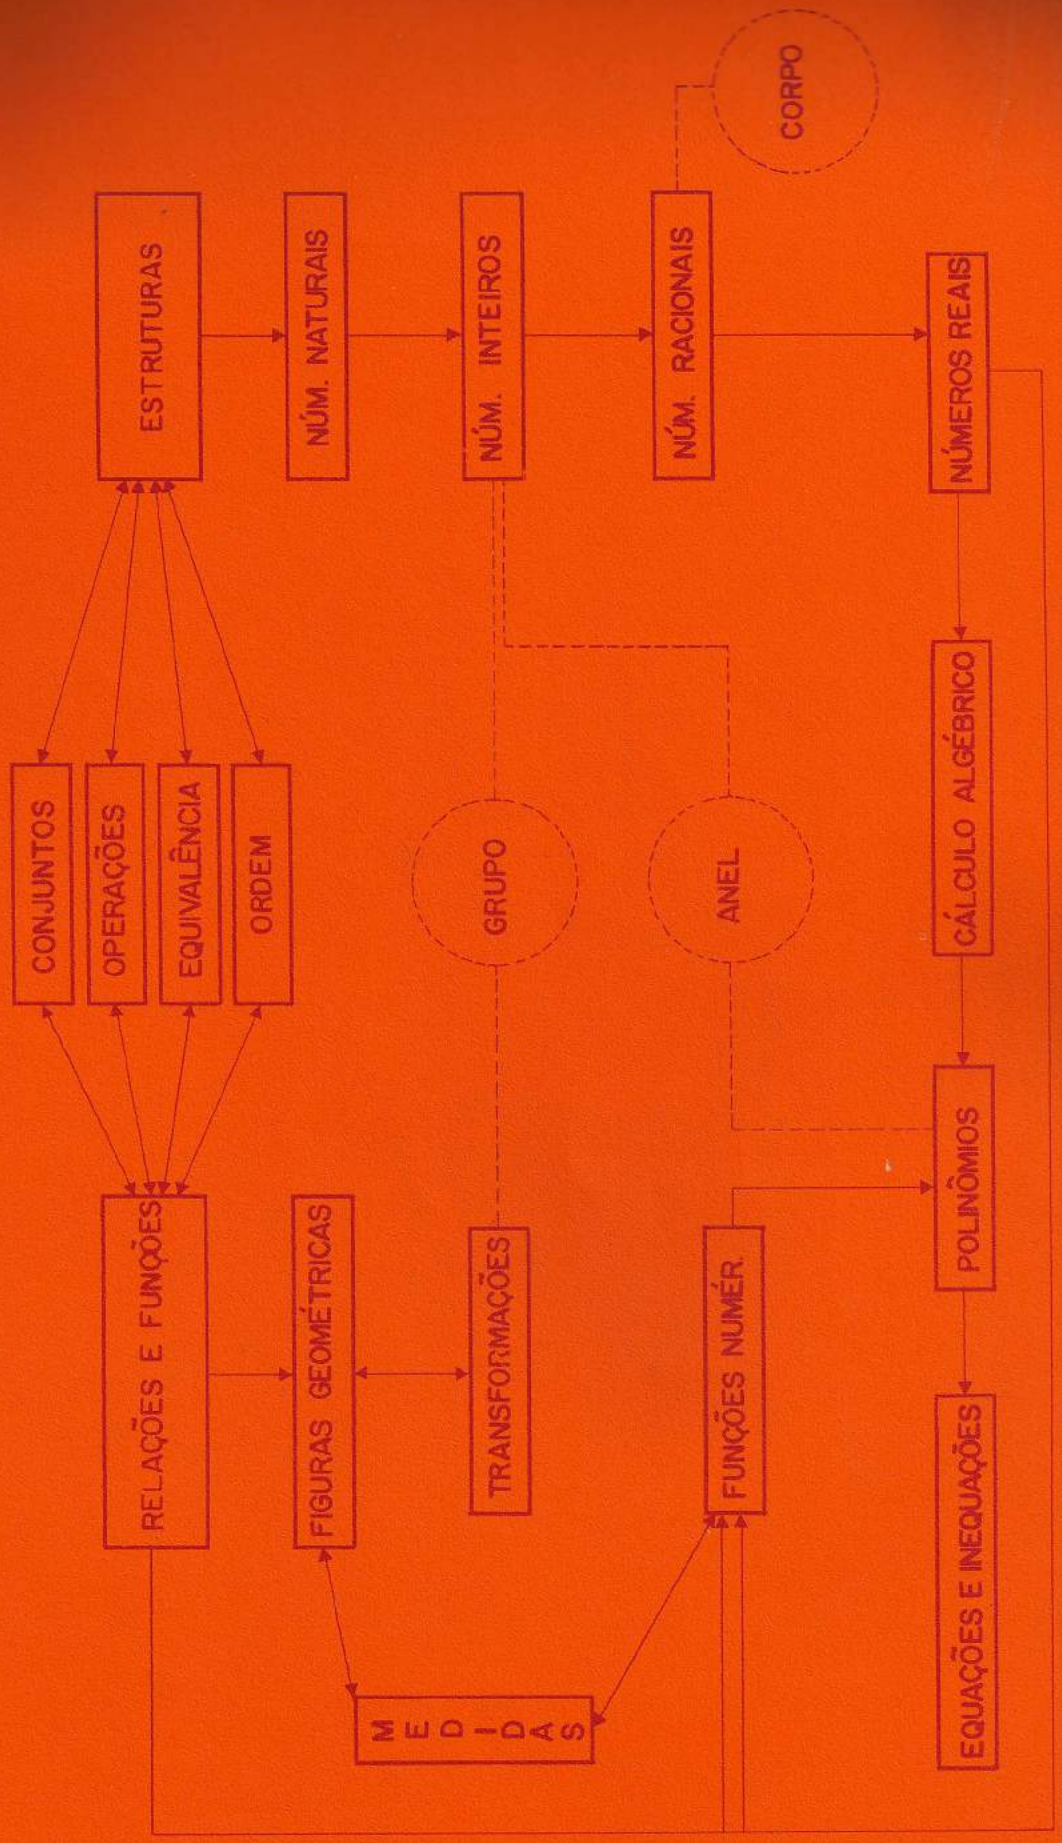 CONJUNTOS
OPERAÇÕES
EQUIVALÊNCIA
ORDEM
RELAÇÕES E FUNÇÕES
ESTRUTURAS
FIGURAS GEOMÉTRICAS
NÚM. NATURAIS
MEDIDAS
TRANSFORMAÇÕES
GRUPO
NÚM. INTEIROS
FUNÇÕES NUMÉR.
ANEL
NÚM. RACIONAIS
CORPO
EQUAÇÕES E INEQUAÇÕES
POLINÔMIOS
CÁLCULO ALGÉBRICO
NÚMEROS REAIS